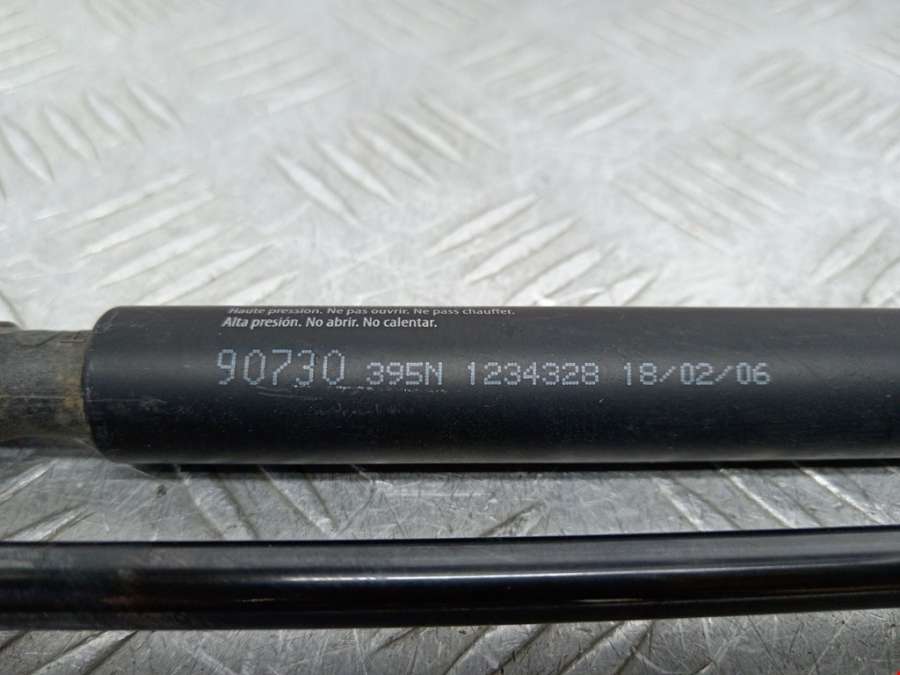 Haute pression. Ne pas ouvrir. Ne pass chauffer.
Alta presión. No abrir. No calentar.
90730 395N 1234328 18/02/06